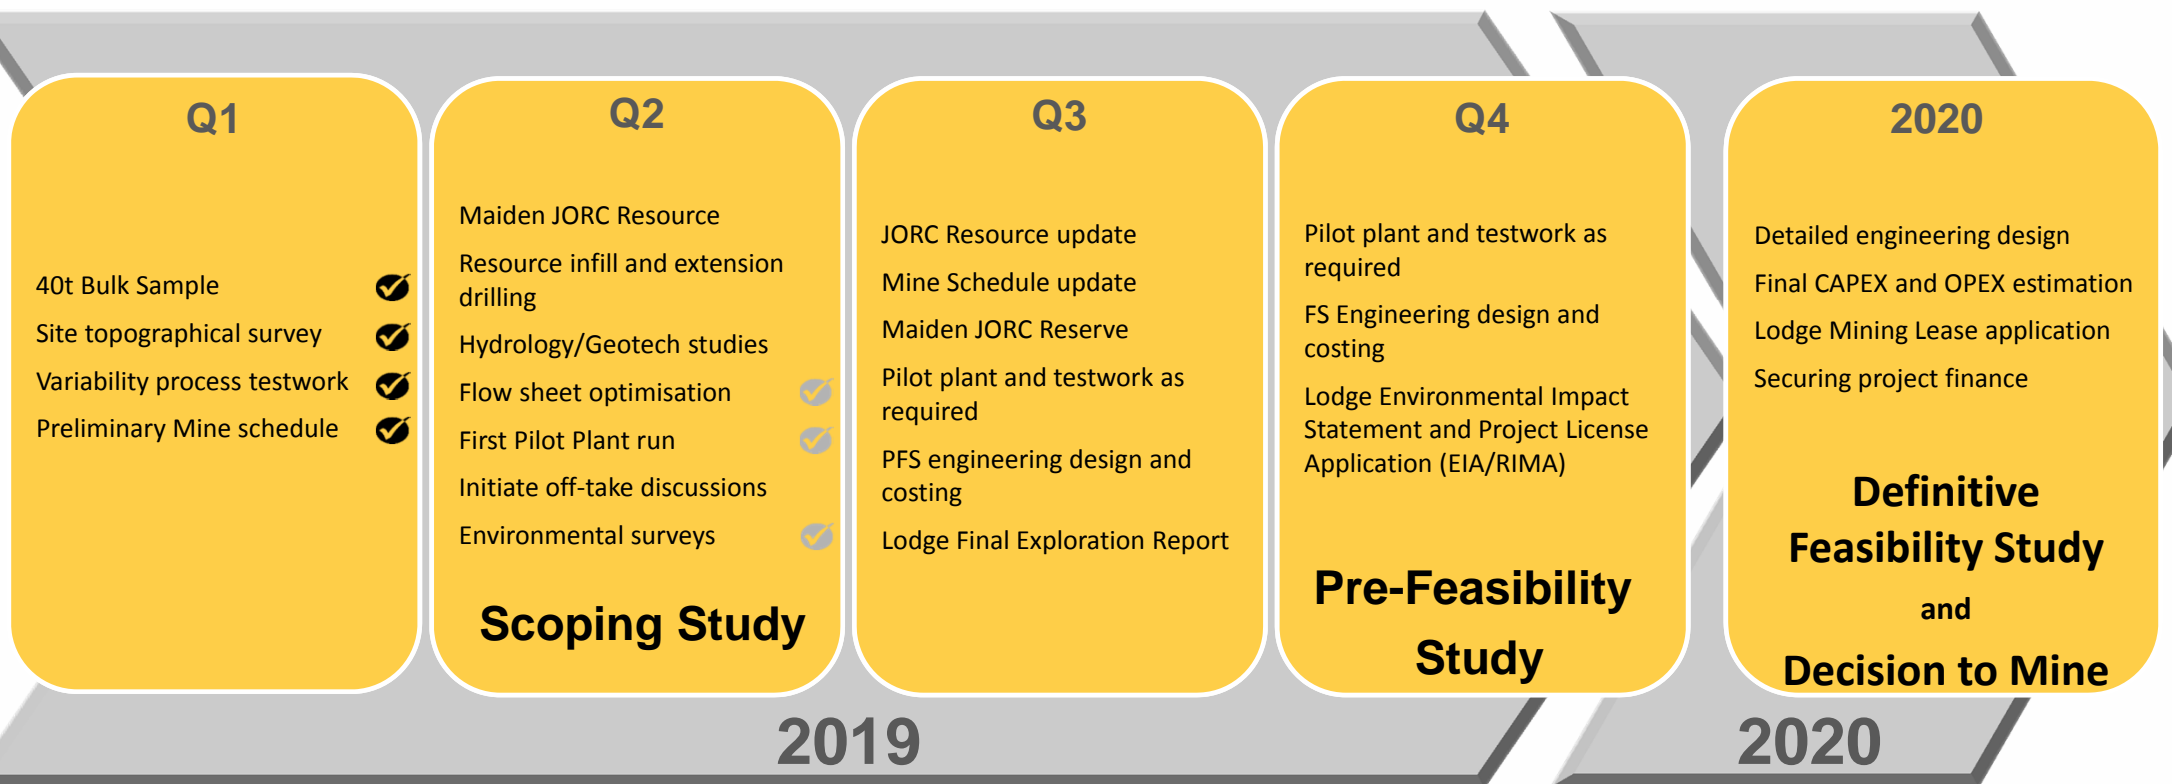 Q1
40t Bulk Sample
Site topographical survey
Variability process testwork
Preliminary Mine schedule
Q2
Maiden JORC Resource
Resource infill and extension
drilling
Hydrology/Geotech studies
Flow sheet optimisation
First Pilot Plant run
Initiate off-take discussions
Environmental surveys
Scoping Study
Q3
JORC Resource update
Mine Schedule update
Maiden JORC Reserve
Pilot plant and testwork as
required
PFS engineering design and
costing
Lodge Final Exploration Report
Q4
Pilot plant and testwork as
required
FS Engineering design and
costing
Lodge Environmental Impact
Statement and Project License
Application (EIA/RIMA)
Pre-Feasibility
Study
2020
Detailed engineering design
Final CAPEX and OPEX estimation
Lodge Mining Lease application
Securing project finance
Definitive
Feasibility Study
and
Decision to Mine
2019
2020